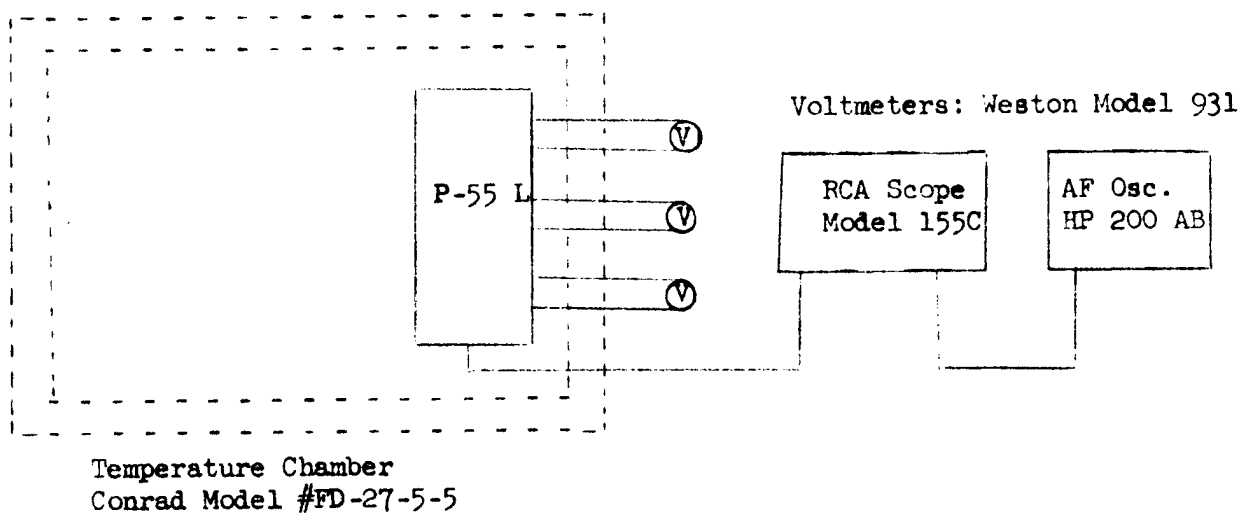 Voltmeters: Weston Model 931
V
P-55 L
RCA Scope
Model 155C
AF Osc.
HP 200 AB
V
V
Temperature Chamber
Conrad Model #FD-27-5-5